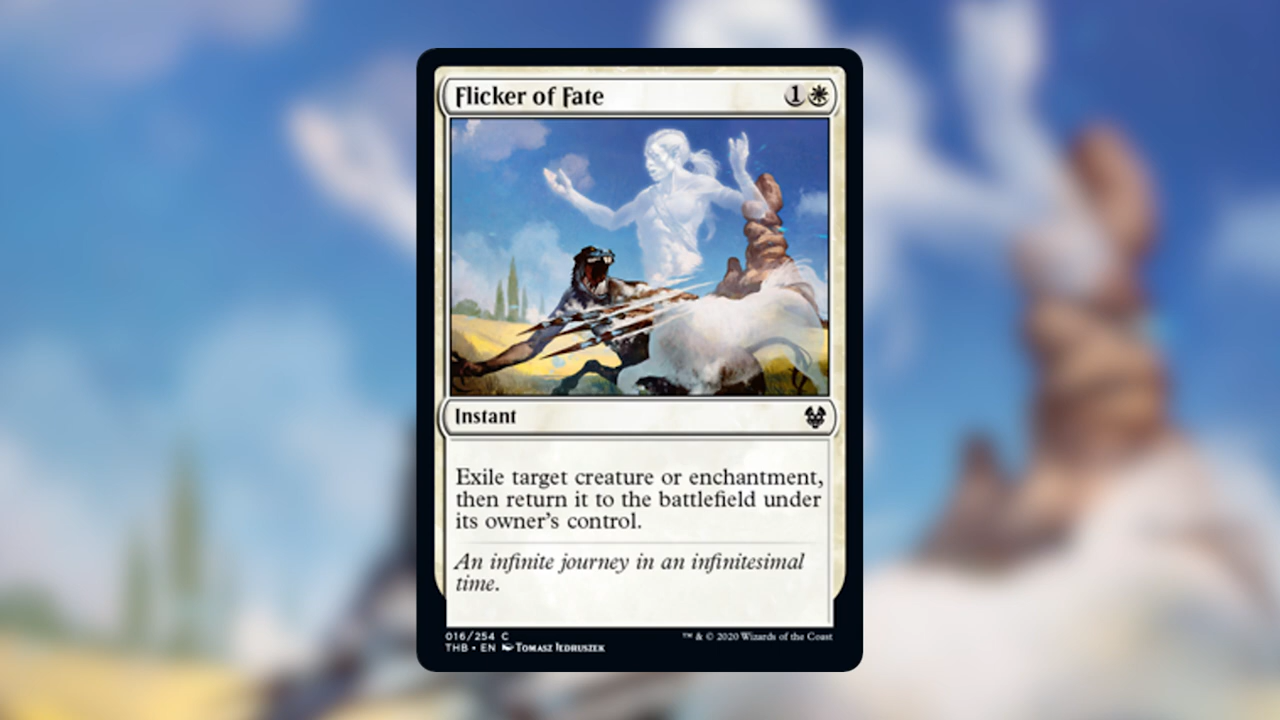 Flicker of Fate 1
Instant
Exile target creature or enchantment,
then return it to the battlefield under
its owner's control.
An infinite journey in an infinitesimal
time.
016/254 C ™ & © 2020 Wizards of the Coast
THB • EN Tomasz Jedruszek